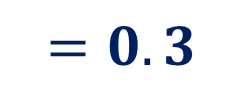 = 0.3